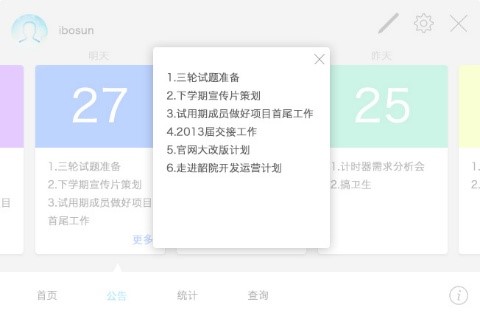 ibosun
明天
昨天
27
25
1.三轮试题准备
2.下学期宣传片策划
3.试用期成员做好项目首尾工作
4.2013届交接工作
5.官网大改版计划
6.走进韶院开发运营计划
项目
1.三轮试题准备
2.下学期宣传片策划
3.试用期成员做好项目
首尾工作
更多
1.计时器需求分析会
2.搞卫生
首页
公告
统计
查询